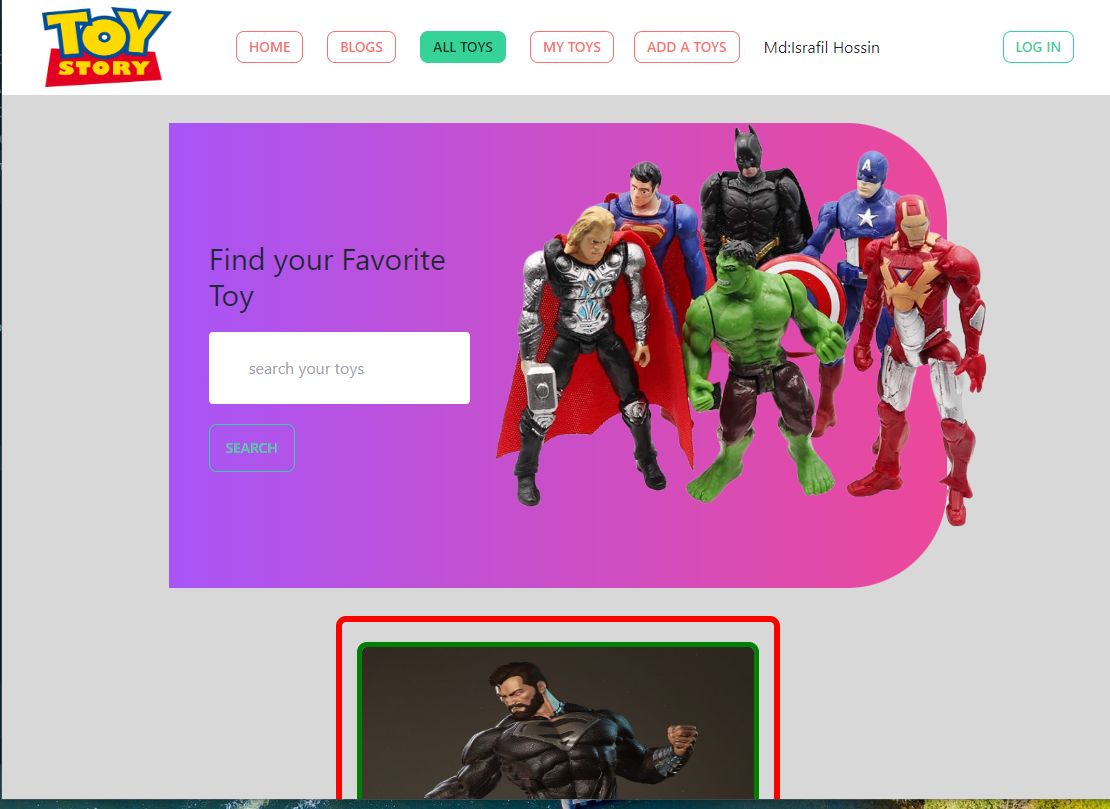 TOY
STORY
HOME
BLOGS
ALL TOYS
MY TOYS
ADD A TOYS
Md:Israfil Hossin
LOG IN
Find your Favorite
Toy
search your toys
SEARCH
A